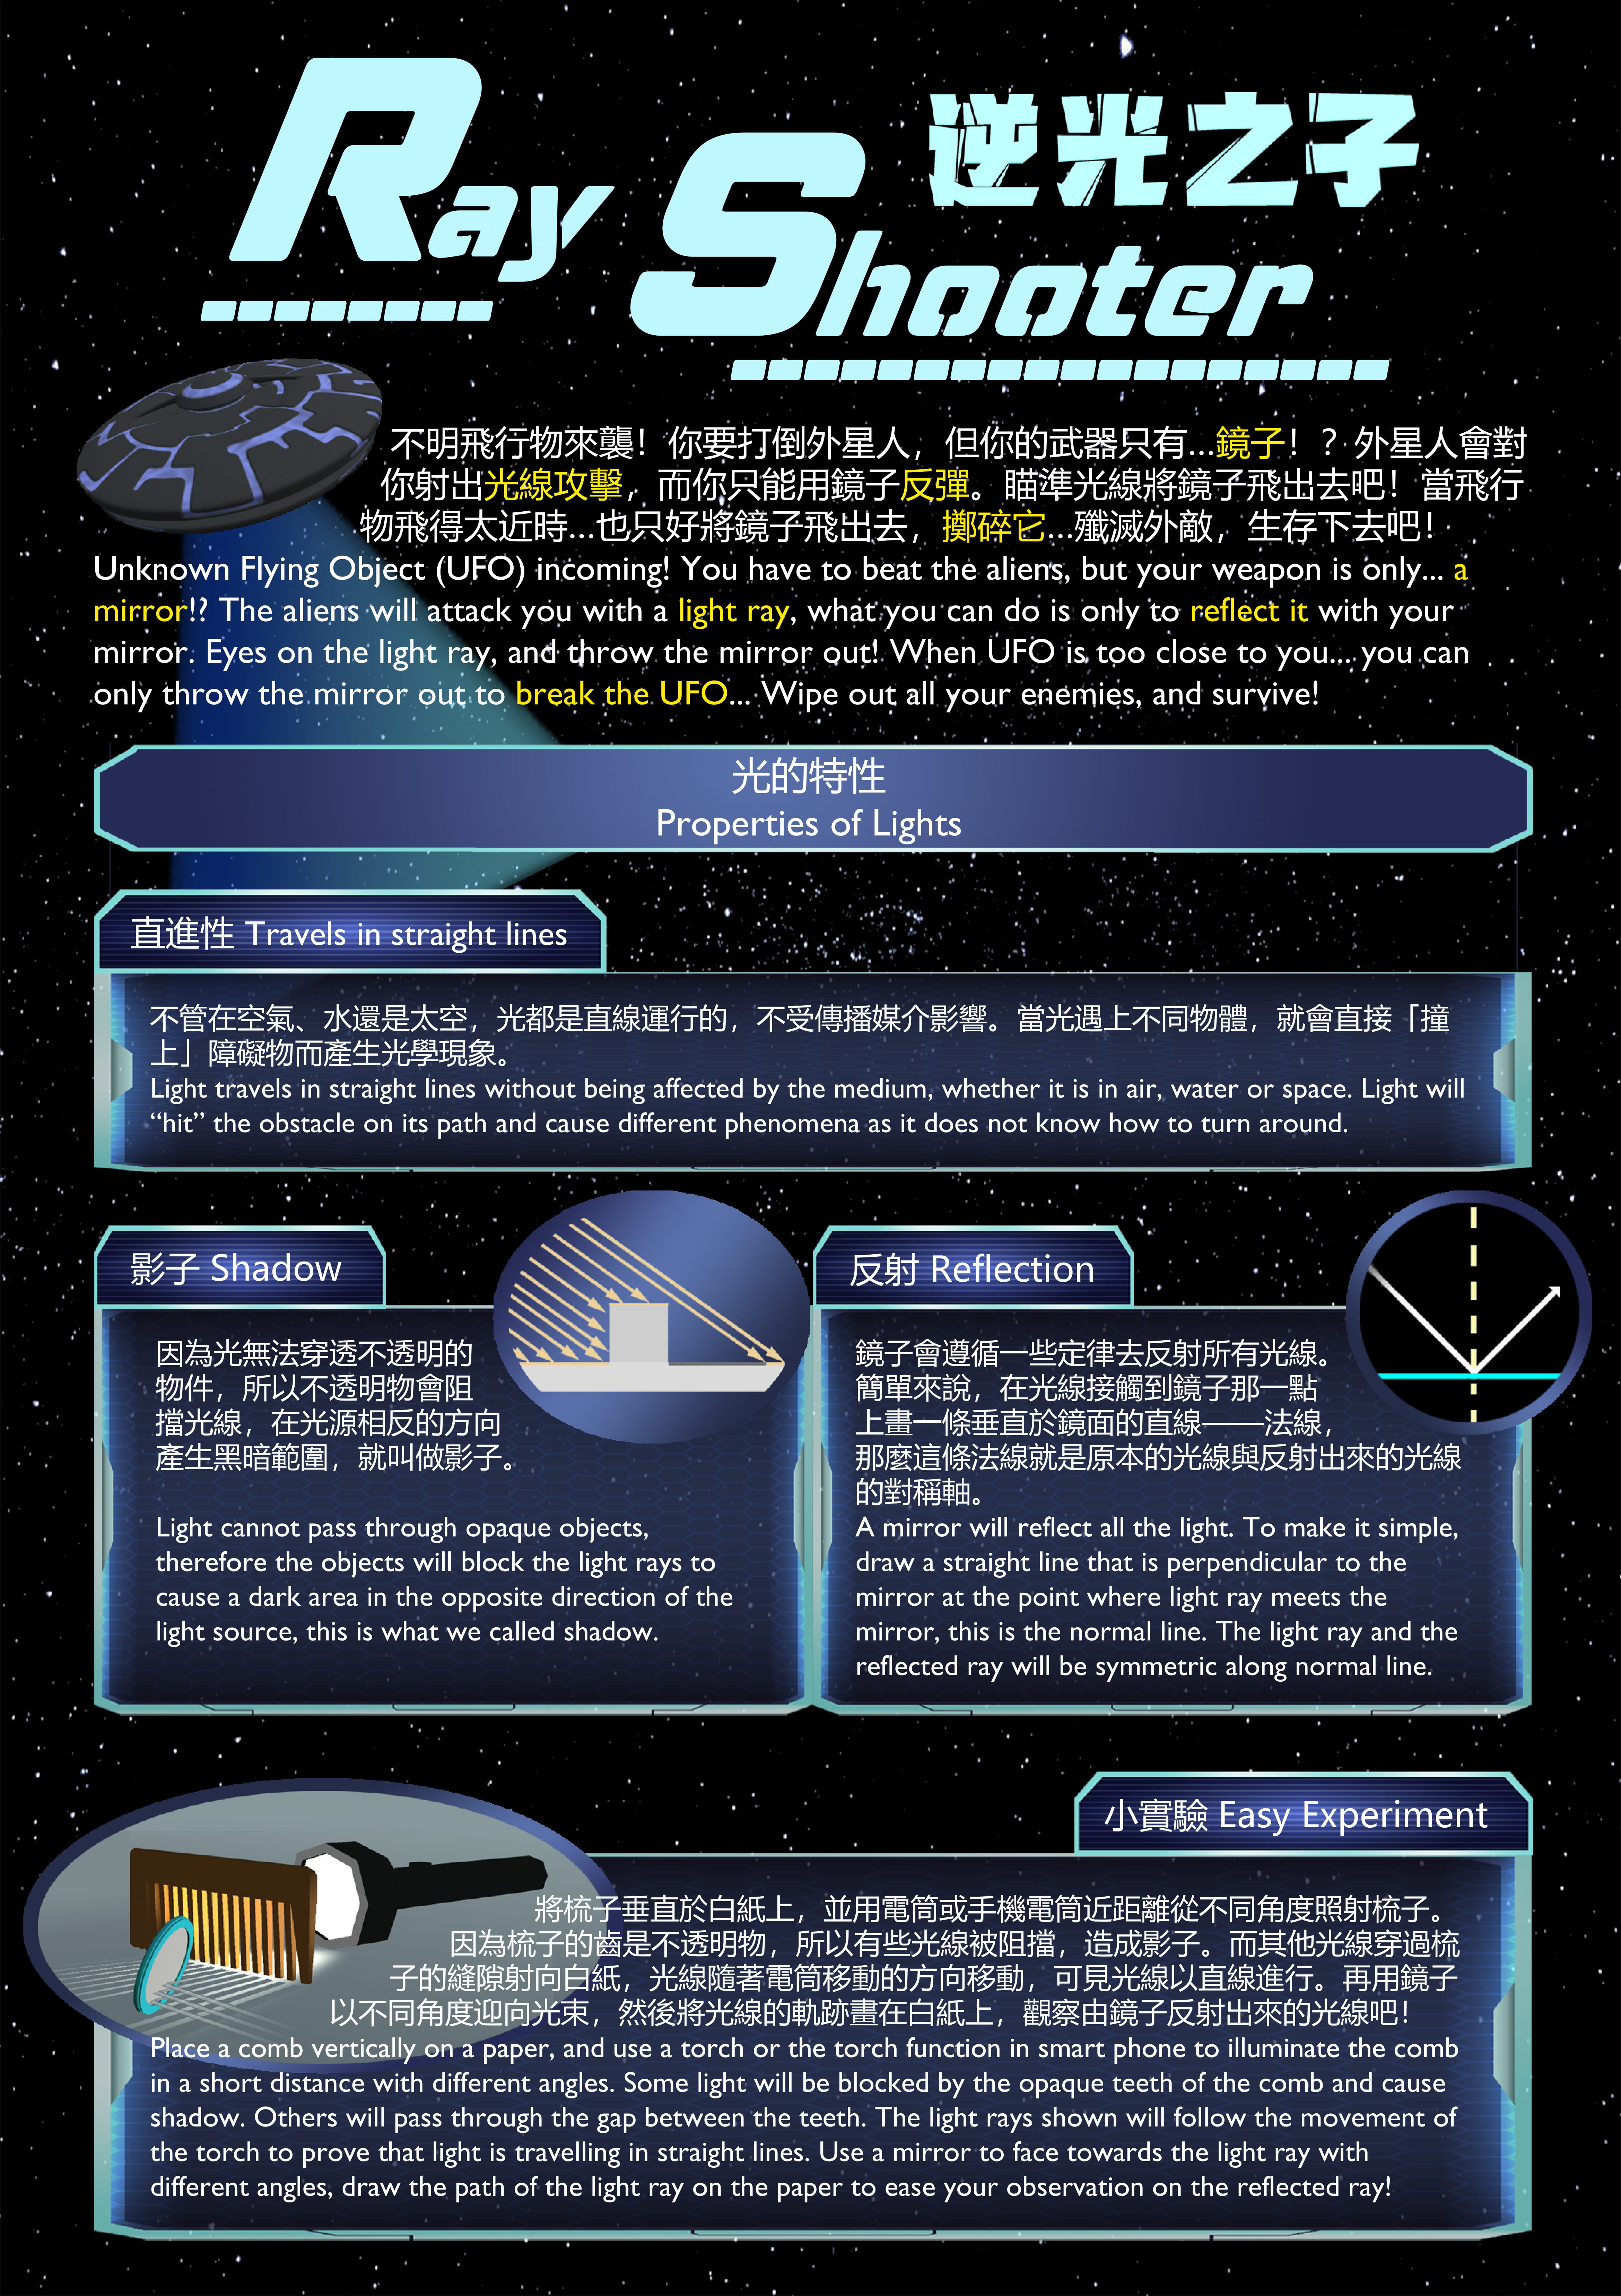 Ray Shooter 逆光之子
不明飛行物來襲！你要打倒外星人，但你的武器只有...鏡子！？外星人會對
你射出光線攻擊，而你只能用鏡子反彈。瞄準光線將鏡子飛出去吧！當飛行
物飛得太近時...也只好將鏡子飛出去，擲碎它...殲滅外敵，生存下去吧！
Unknown Flying Object (UFO) incoming! You have to beat the aliens, but your weapon is only... a
mirror!? The aliens will attack you with a light ray, what you can do is only to reflect it with your
mirror. Eyes on the light ray, and throw the mirror out! When UFO is too close to you... you can
only throw the mirror out to break the UFO... Wipe out all your enemies, and survive!
光的特性
Properties of Lights
直進性 Travels in straight lines
不管在空氣、水還是太空，光都是直線運行的，不受傳播媒介影響。當光遇上不同物體，就會直接「撞
上」障礙物而產生光學現象。
Light travels in straight lines without being affected by the medium, whether it is in air, water or space. Light will
“hit” the obstacle on its path and cause different phenomena as it does not know how to turn around.
影子 Shadow
因為光無法穿透不透明的
物件，所以不透明物會阻
擋光線，在光源相反的方向
產生黑暗範圍，就叫做影子。
Light cannot pass through opaque objects,
therefore the objects will block the light rays to
cause a dark area in the opposite direction of the
light source, this is what we called shadow.
反射 Reflection
鏡子會遵循一些定律去反射所有光線。
簡單來說，在光線接觸到鏡子那一點
上畫一條垂直於鏡面的直線——法線，
那麼這條法線就是原本的光線與反射出來的光線
的對稱軸。
A mirror will reflect all the light. To make it simple,
draw a straight line that is perpendicular to the
mirror at the point where light ray meets the
mirror, this is the normal line. The light ray and the
reflected ray will be symmetric along normal line.
小實驗 Easy Experiment
將梳子垂直於白紙上，並用電筒或手機電筒近距離從不同角度照射梳子。
因為梳子的齒是不透明物，所以有些光線被阻擋，造成影子。而其他光線穿過梳
子的縫隙射向白紙，光線隨著電筒移動的方向移動，可見光線以直線進行。再用鏡子
以不同角度迎向光束，然後將光線的軌跡畫在白紙上，觀察由鏡子反射出來的光線吧！
Place a comb vertically on a paper, and use a torch or the torch function in smart phone to illuminate the comb
in a short distance with different angles. Some light will be blocked by the opaque teeth of the comb and cause
shadow. Others will pass through the gap between the teeth. The light rays shown will follow the movement of
the torch to prove that light is travelling in straight lines. Use a mirror to face towards the light ray with
different angles, draw the path of the light ray on the paper to ease your observation on the reflected ray!